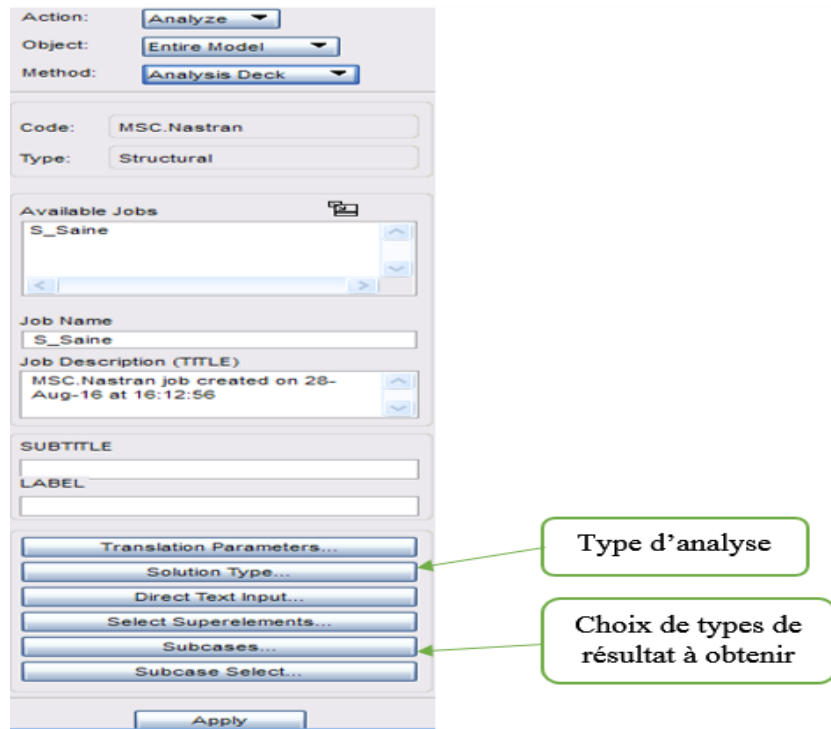 Action: Analyze
Object: Entire Model
Method: Analysis Deck
Code: MSC.Nastran
Type: Structural
Available Jobs
S_Saine
Job Name
S_Saine
Job Description (TITLE)
MSC.Nastran job created on 28-
Aug-16 at 16:12:56
SUBTITLE
LABEL
Translation Parameters...
Solution Type...
Direct Text Input...
Select Superelements...
Subcases...
Subcase Select...
Apply
Type d’analyse
Choix de types de
résultat à obtenir